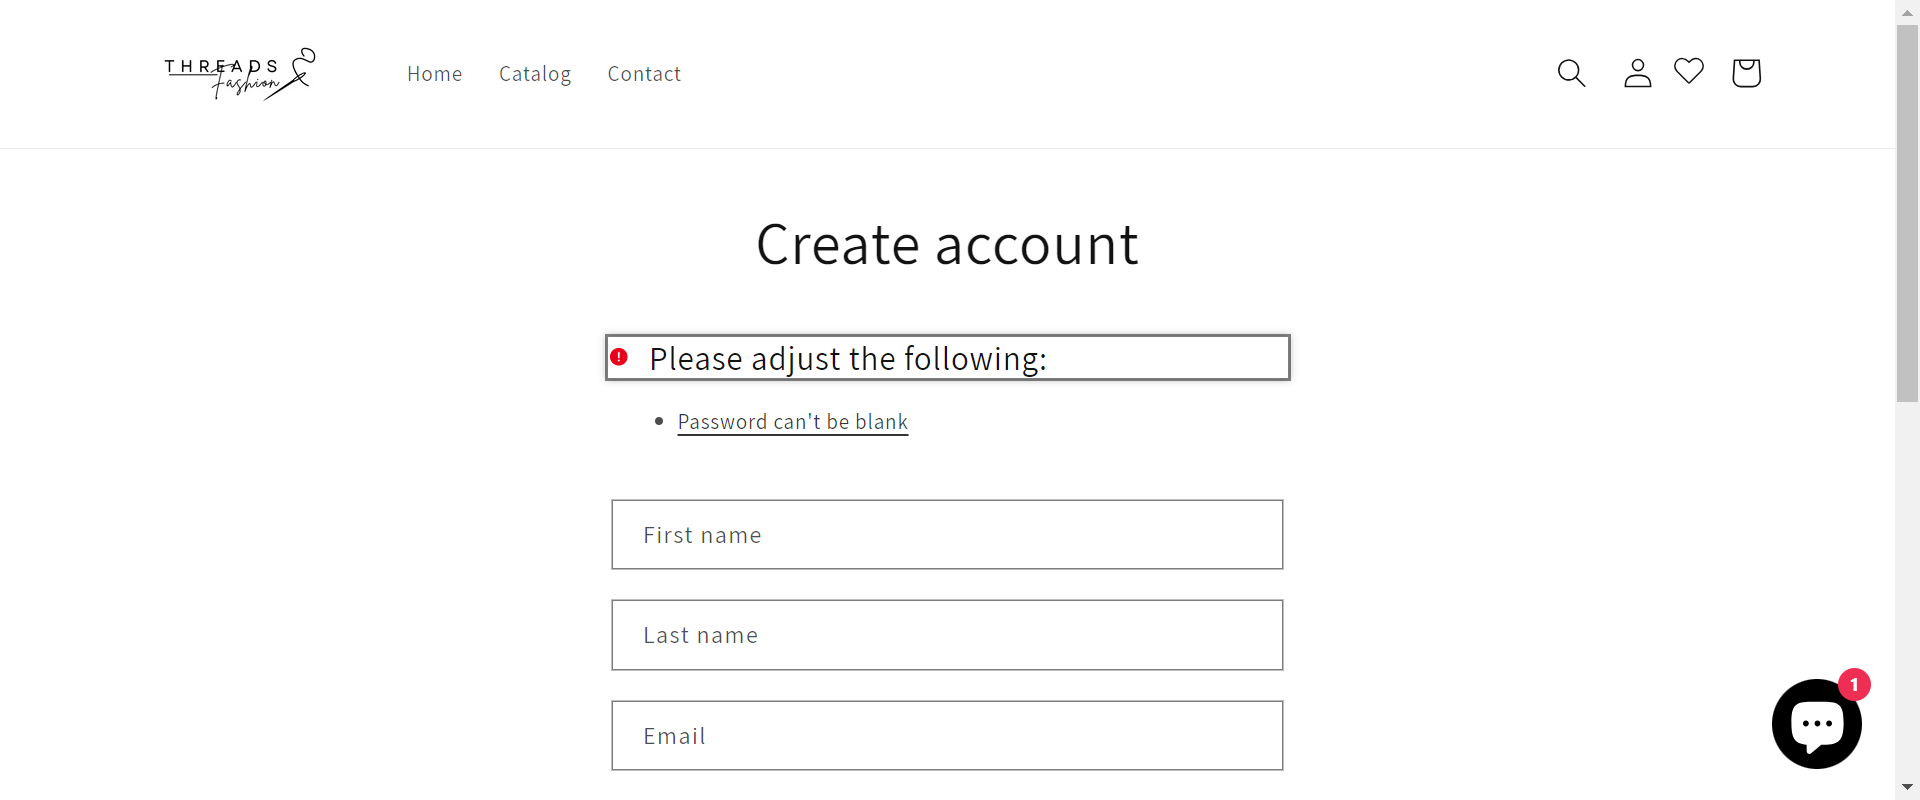 THREADS
Fashion
Home
Catalog
Contact
Create account
Please adjust the following:
Password can't be blank
First name
Last name
Email
1